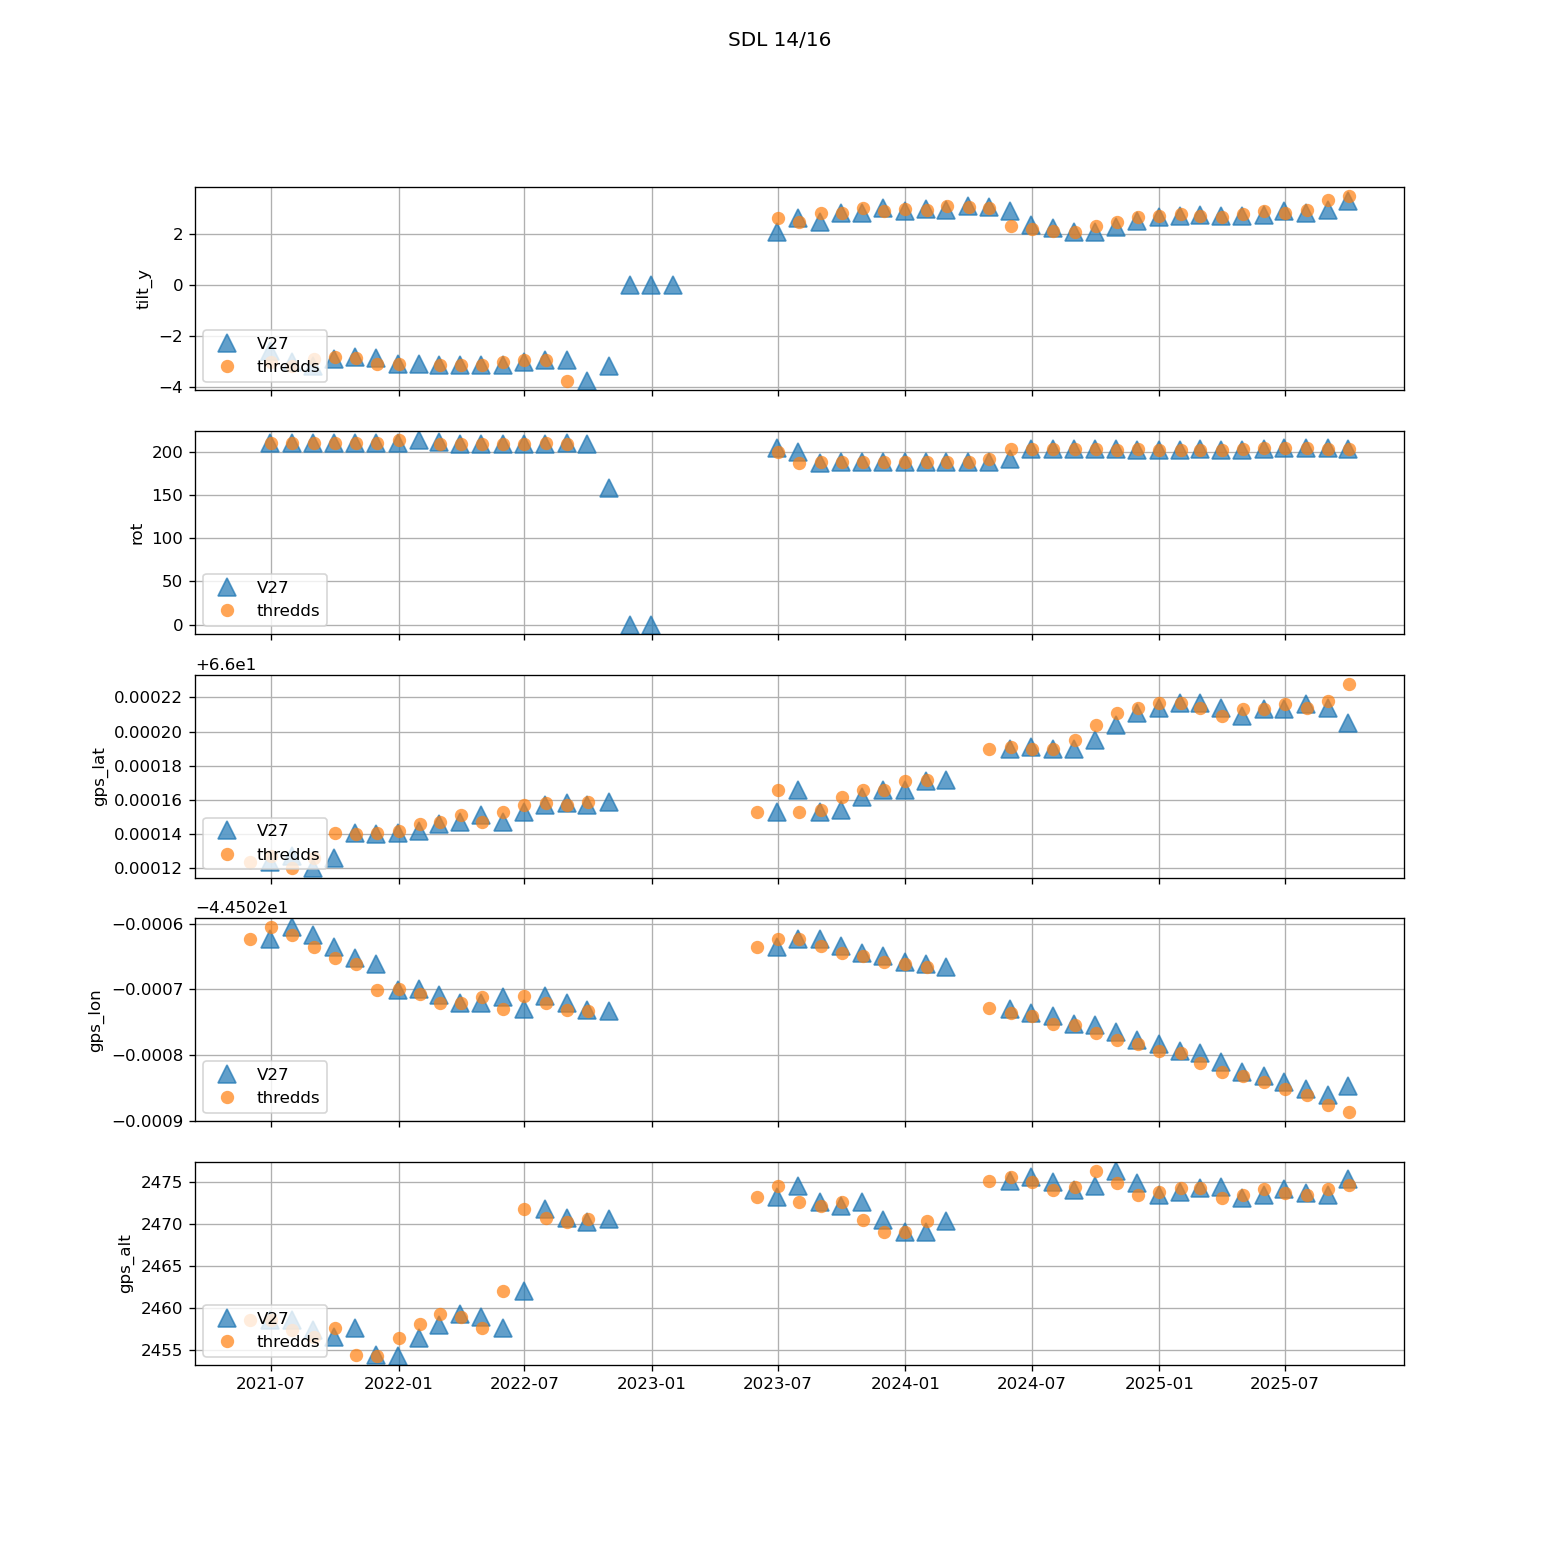 SDL 14/16
tilt_y
2
0
−2
−4
V27
thredds
rot
200
150
100
50
0
V27
thredds
+6.6e1
gps_lat
0.00022
0.00020
0.00018
0.00016
0.00014
0.00012
V27
thredds
−4.4502e1
gps_lon
−0.0006
−0.0007
−0.0008
−0.0009
V27
thredds
gps_alt
2475
2470
2465
2460
2455
V27
thredds
2021-07 2022-01 2022-07 2023-01 2023-07 2024-01 2024-07 2025-01 2025-07